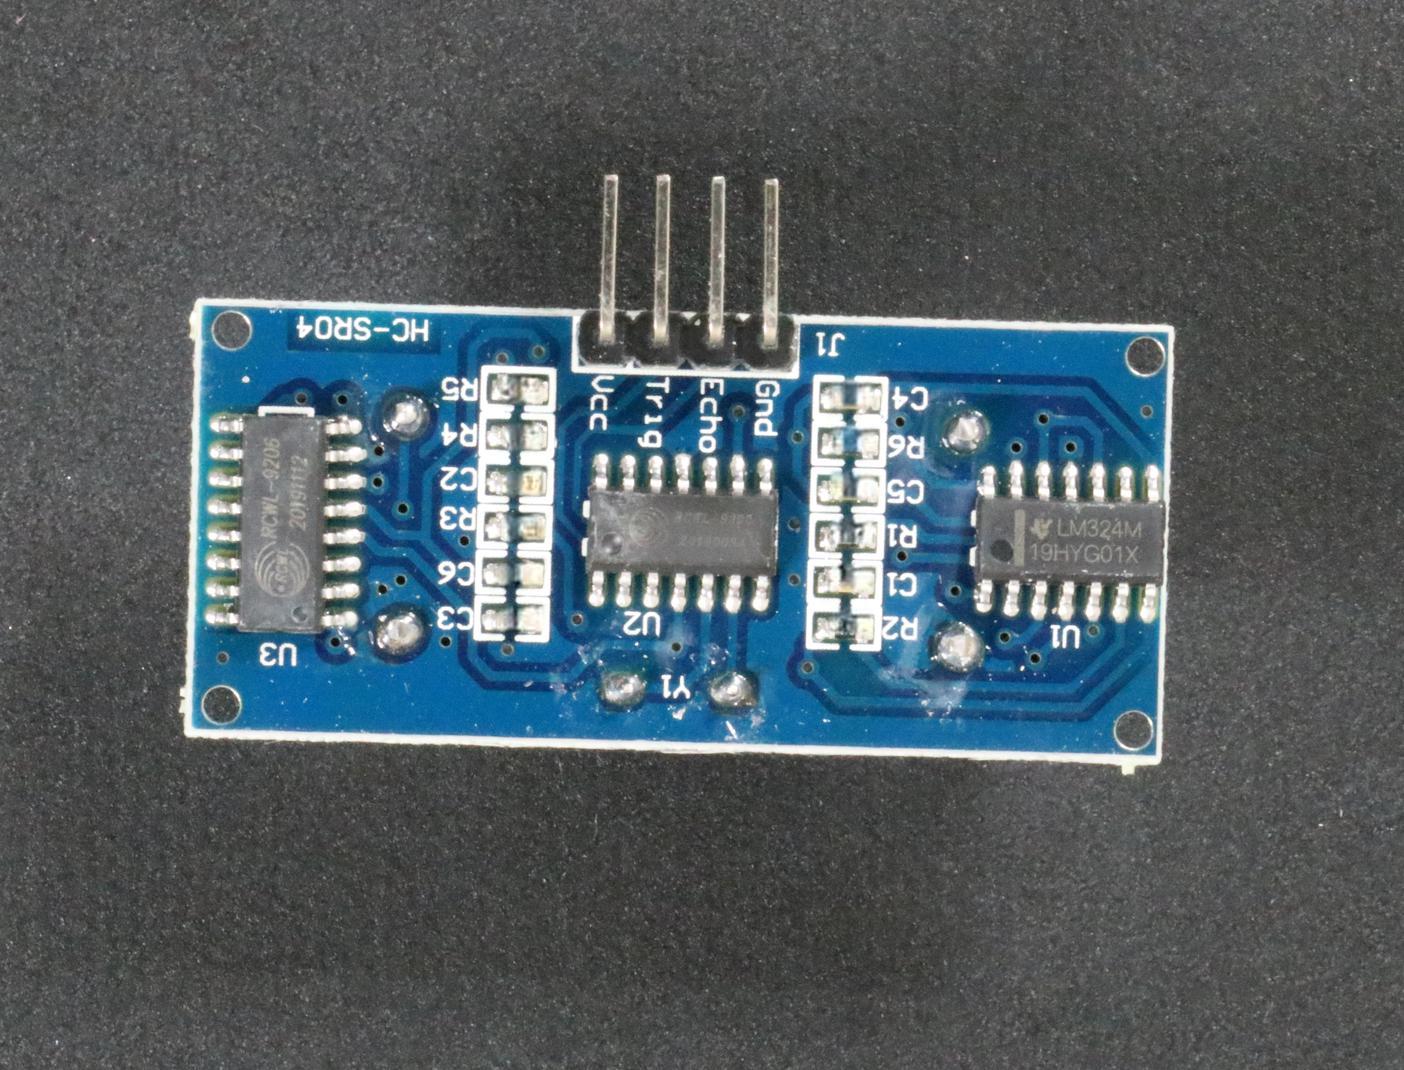 HC-SR04
J1
Vcc
Trig
Echo
Gnd
R5
R4
C2
R3
C6
C3
C4
R6
C5
R1
C1
R2
RCWL-9206
20191112
RCWL
U3
U2
Y1
LM324M
19HYG01X
U1